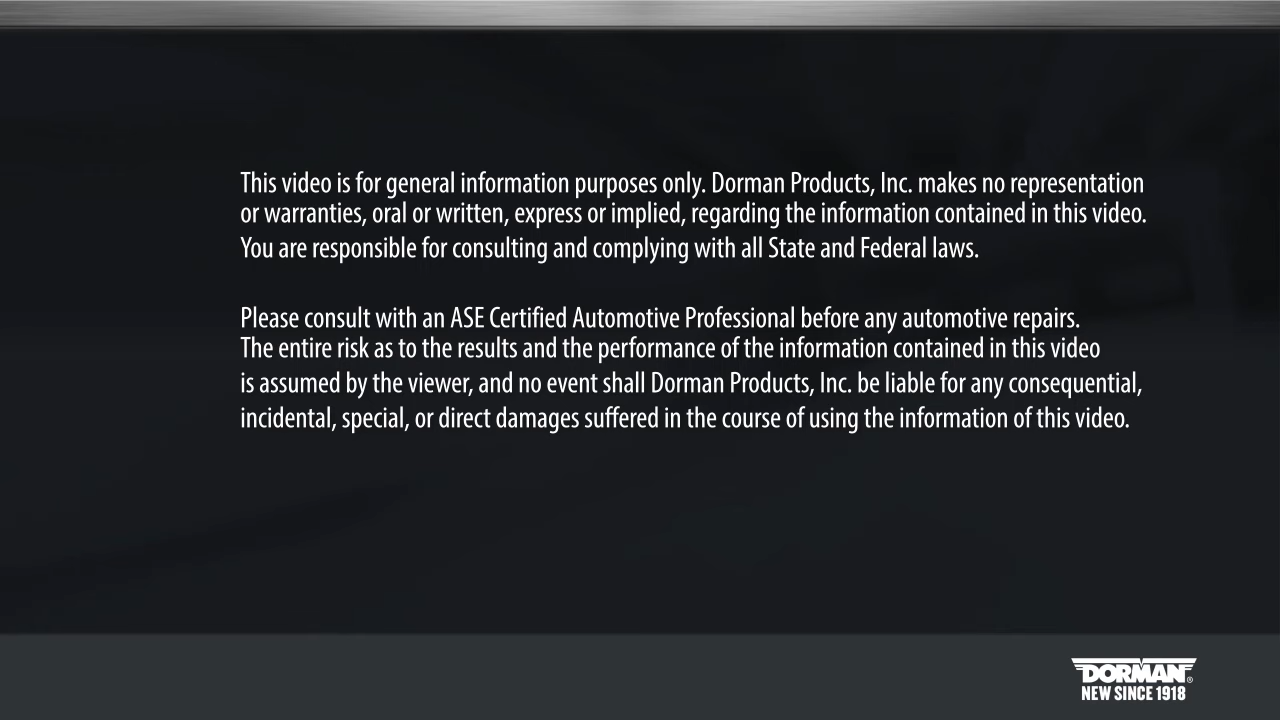 This video is for general information purposes only. Dorman Products, Inc. makes no representation
or warranties, oral or written, express or implied, regarding the information contained in this video.
You are responsible for consulting and complying with all State and Federal laws.
Please consult with an ASE Certified Automotive Professional before any automotive repairs.
The entire risk as to the results and the performance of the information contained in this video
is assumed by the viewer, and no event shall Dorman Products, Inc. be liable for any consequential,
incidental, special, or direct damages suffered in the course of using the information of this video.
DORMAN®
NEW SINCE 1918